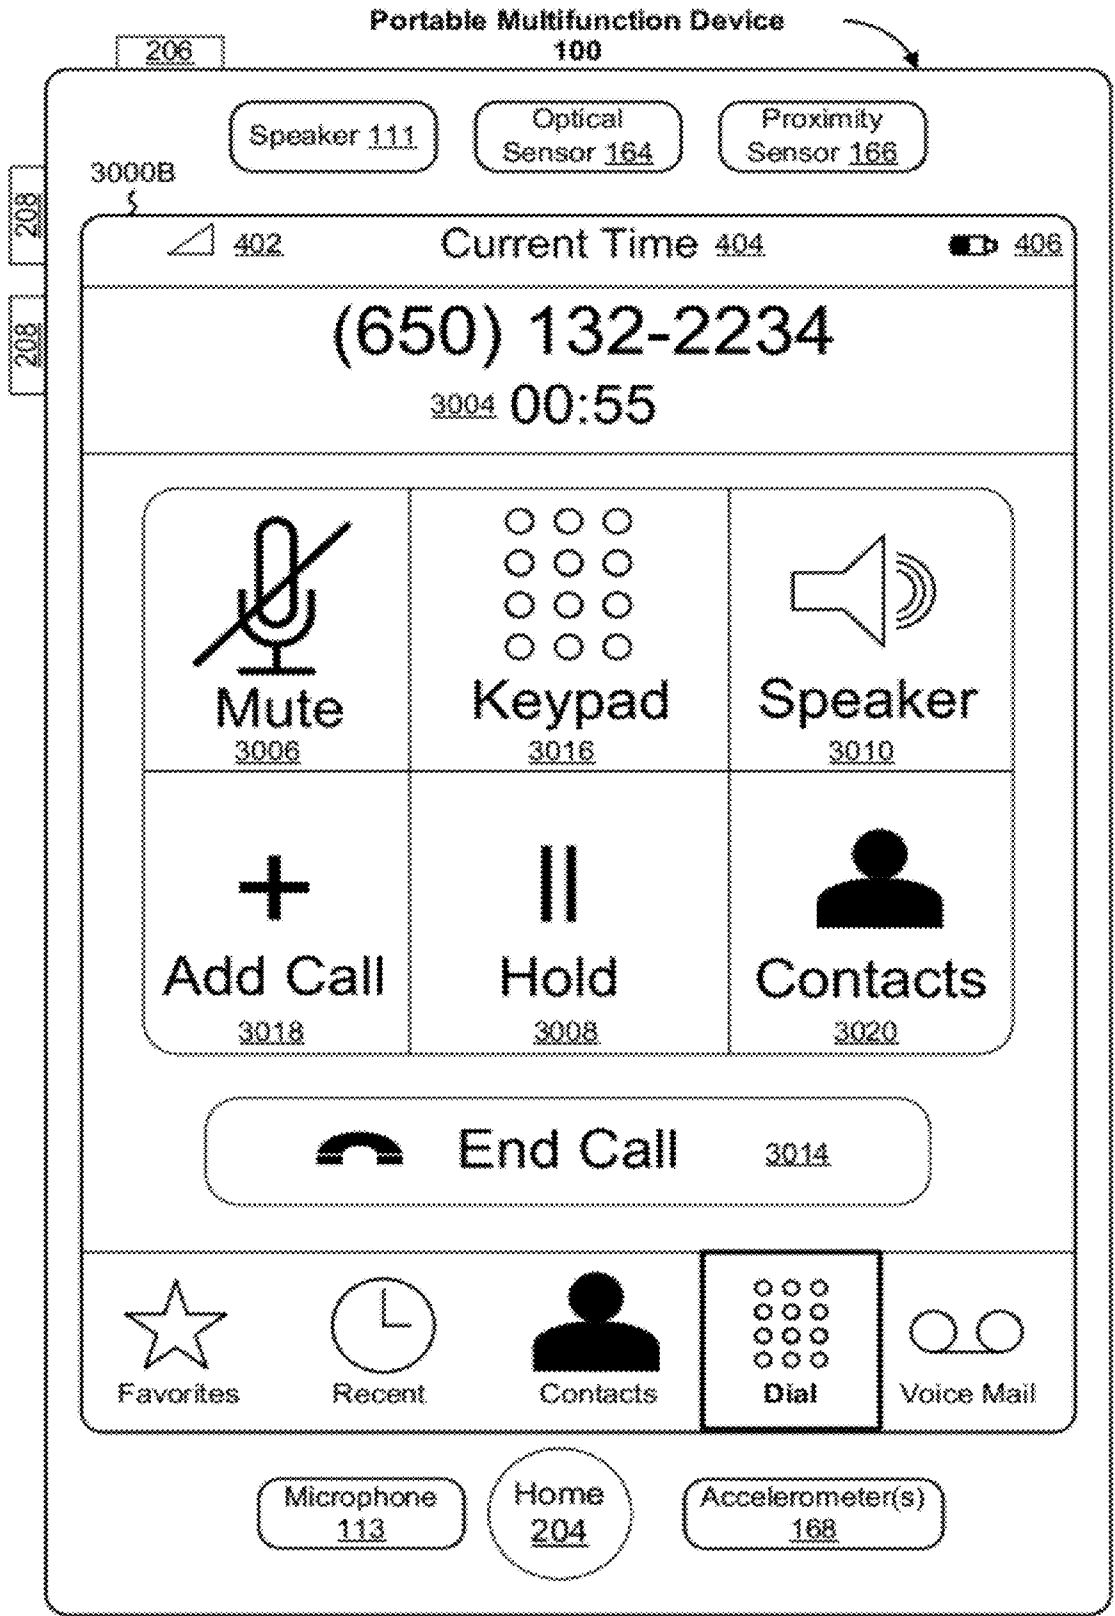 Portable Multifunction Device
100
206
Speaker 111
Optical
Sensor 164
Proximity
Sensor 166
208
3000B
402 Current Time 404 406
208
(650) 132-2234
3004 00:55
Mute Keypad Speaker
3006 3016 3010
Add Call Hold Contacts
3018 3008 3020
End Call 3014
Favorites Recent Contacts Dial Voice Mail
Microphone
113
Home
204
Accelerometer(s)
168